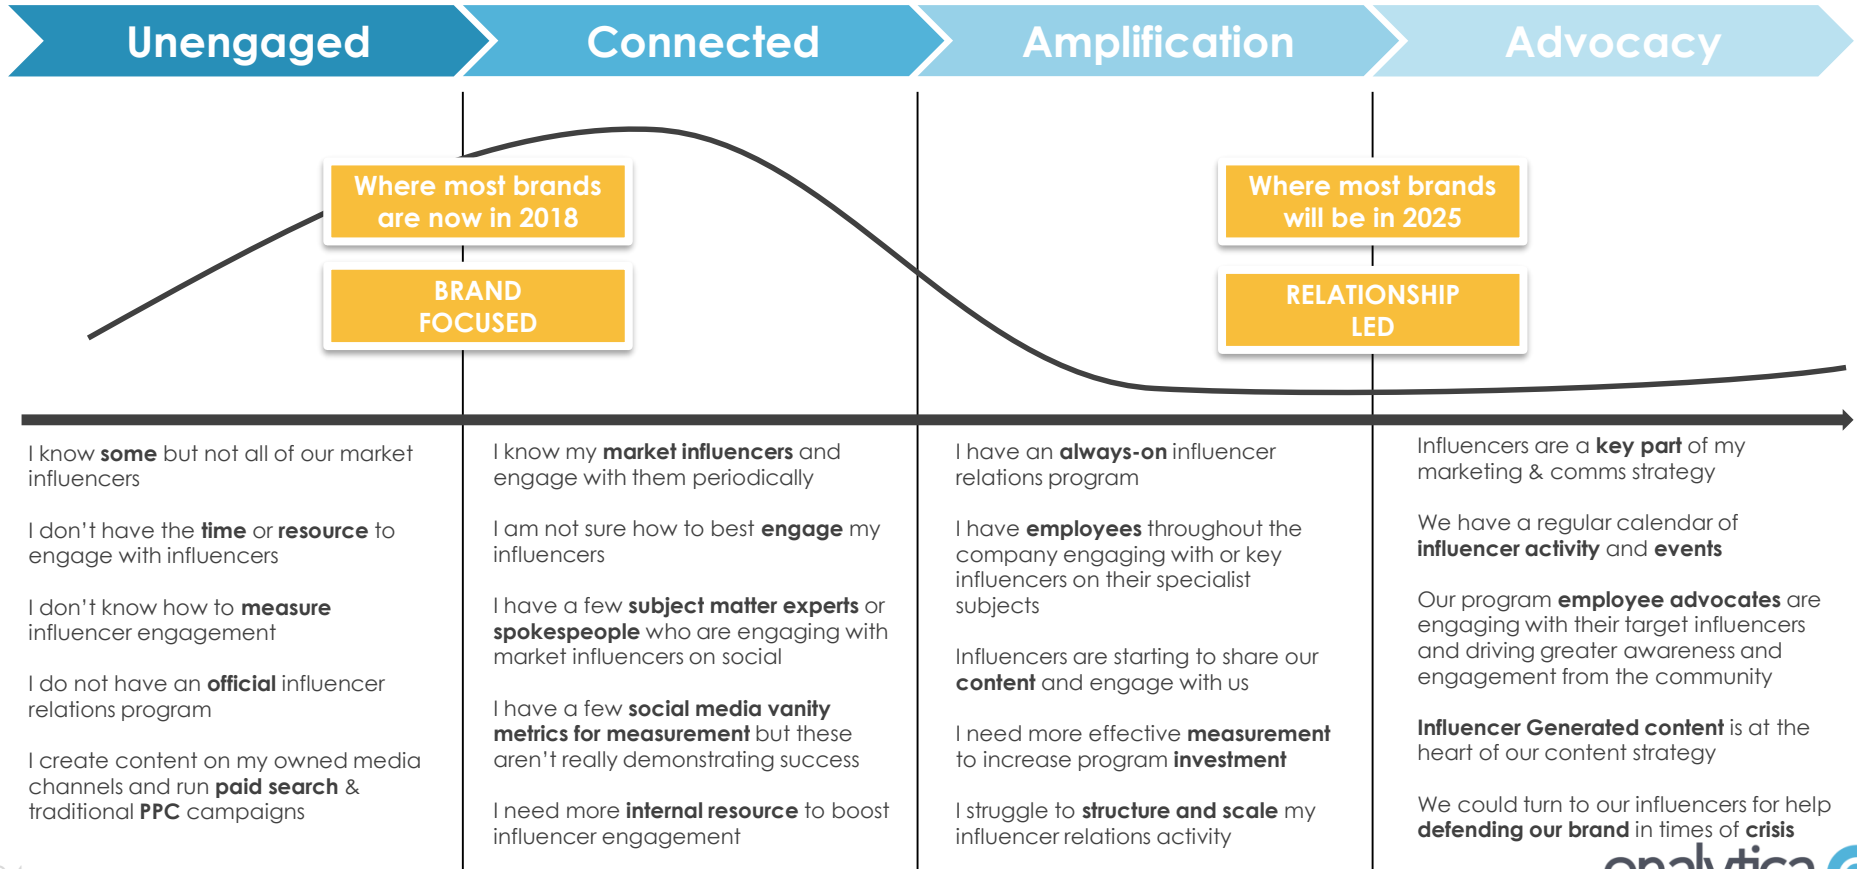 Unengaged
Connected
Amplification
Advocacy
Where most brands
are now in 2018
BRAND
FOCUSED
Where most brands
will be in 2025
RELATIONSHIP
LED
I know some but not all of our market
influencers
I don't have the time or resource to
engage with influencers
I don't know how to measure
influencer engagement
I do not have an official influencer
relations program
I create content on my owned media
channels and run paid search &
traditional PPC campaigns
I know my market influencers and
engage with them periodically
I am not sure how to best engage my
influencers
I have a few subject matter experts or
spokespeople who are engaging with
market influencers on social
I have a few social media vanity
metrics for measurement but these
aren't really demonstrating success
I need more internal resource to boost
influencer engagement
I have an always-on influencer
relations program
I have employees throughout the
company engaging with or key
influencers on their specialist
subjects
Influencers are starting to share our
content and engage with us
I need more effective measurement
to increase program investment
I struggle to structure and scale my
influencer relations activity
Influencers are a key part of my
marketing & comms strategy
We have a regular calendar of
influencer activity and events
Our program employee advocates are
engaging with their target influencers
and driving greater awareness and
engagement from the community
Influencer Generated content is at the
heart of our content strategy
We could turn to our influencers for help
defending our brand in times of crisis
onalytica